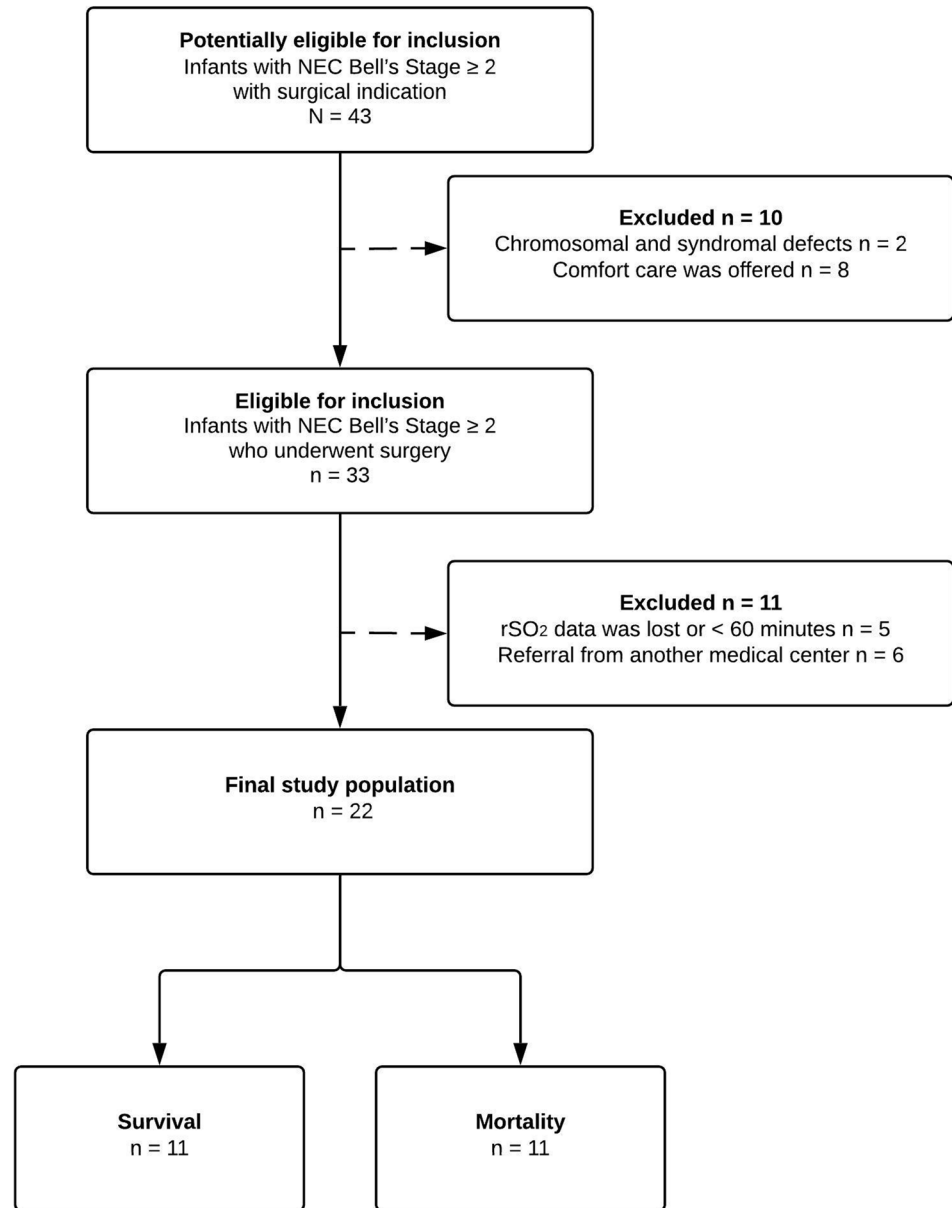 Potentially eligible for inclusion
Infants with NEC Bell's Stage ≥ 2
with surgical indication
N = 43
Excluded n = 10
Chromosomal and syndromal defects n = 2
Comfort care was offered n = 8
Eligible for inclusion
Infants with NEC Bell’s Stage ≥ 2
who underwent surgery
n = 33
Excluded n = 11
rSO₂ data was lost or < 60 minutes n = 5
Referral from another medical center n = 6
Final study population
n = 22
Survival
n = 11
Mortality
n = 11